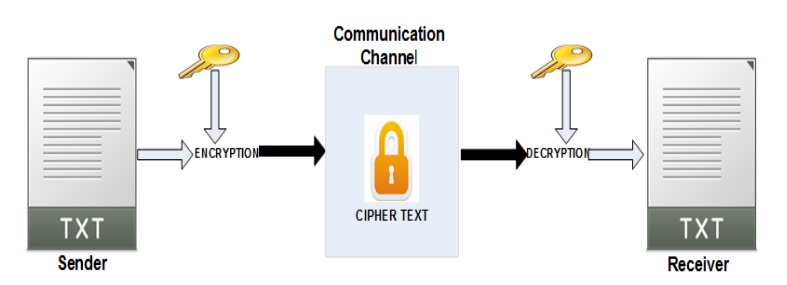 Communication
Channel
ENCRYPTION
DECRYPTION
CIPHER TEXT
TXT
TXT
Sender
Receiver